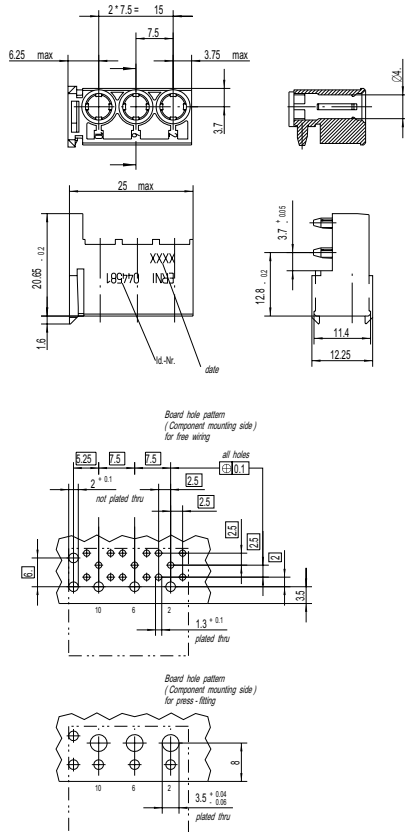 2 * 7.5 = 15
7.5
6.25 max
3.75 max
3.7
Ø4.
25 max
20.65 - 0.2
1.6
XXXX
ERNI 044581
Id.-Nr.
date
3.7 + 0.05
12.8 - 0.2
11.4
12.25
Board hole pattern
( Component mounting side )
for free wiring
all holes
⌖ 0.1
5.25
7.5
7.5
2 + 0.1
not plated thru
2.5
2.5
2.5
2.5
2
3.5
6.
10
6
2
1.3 + 0.1
plated thru
Board hole pattern
( Component mounting side )
for press - fitting
10
6
2
8
3.5 + 0.04 - 0.06
plated thru